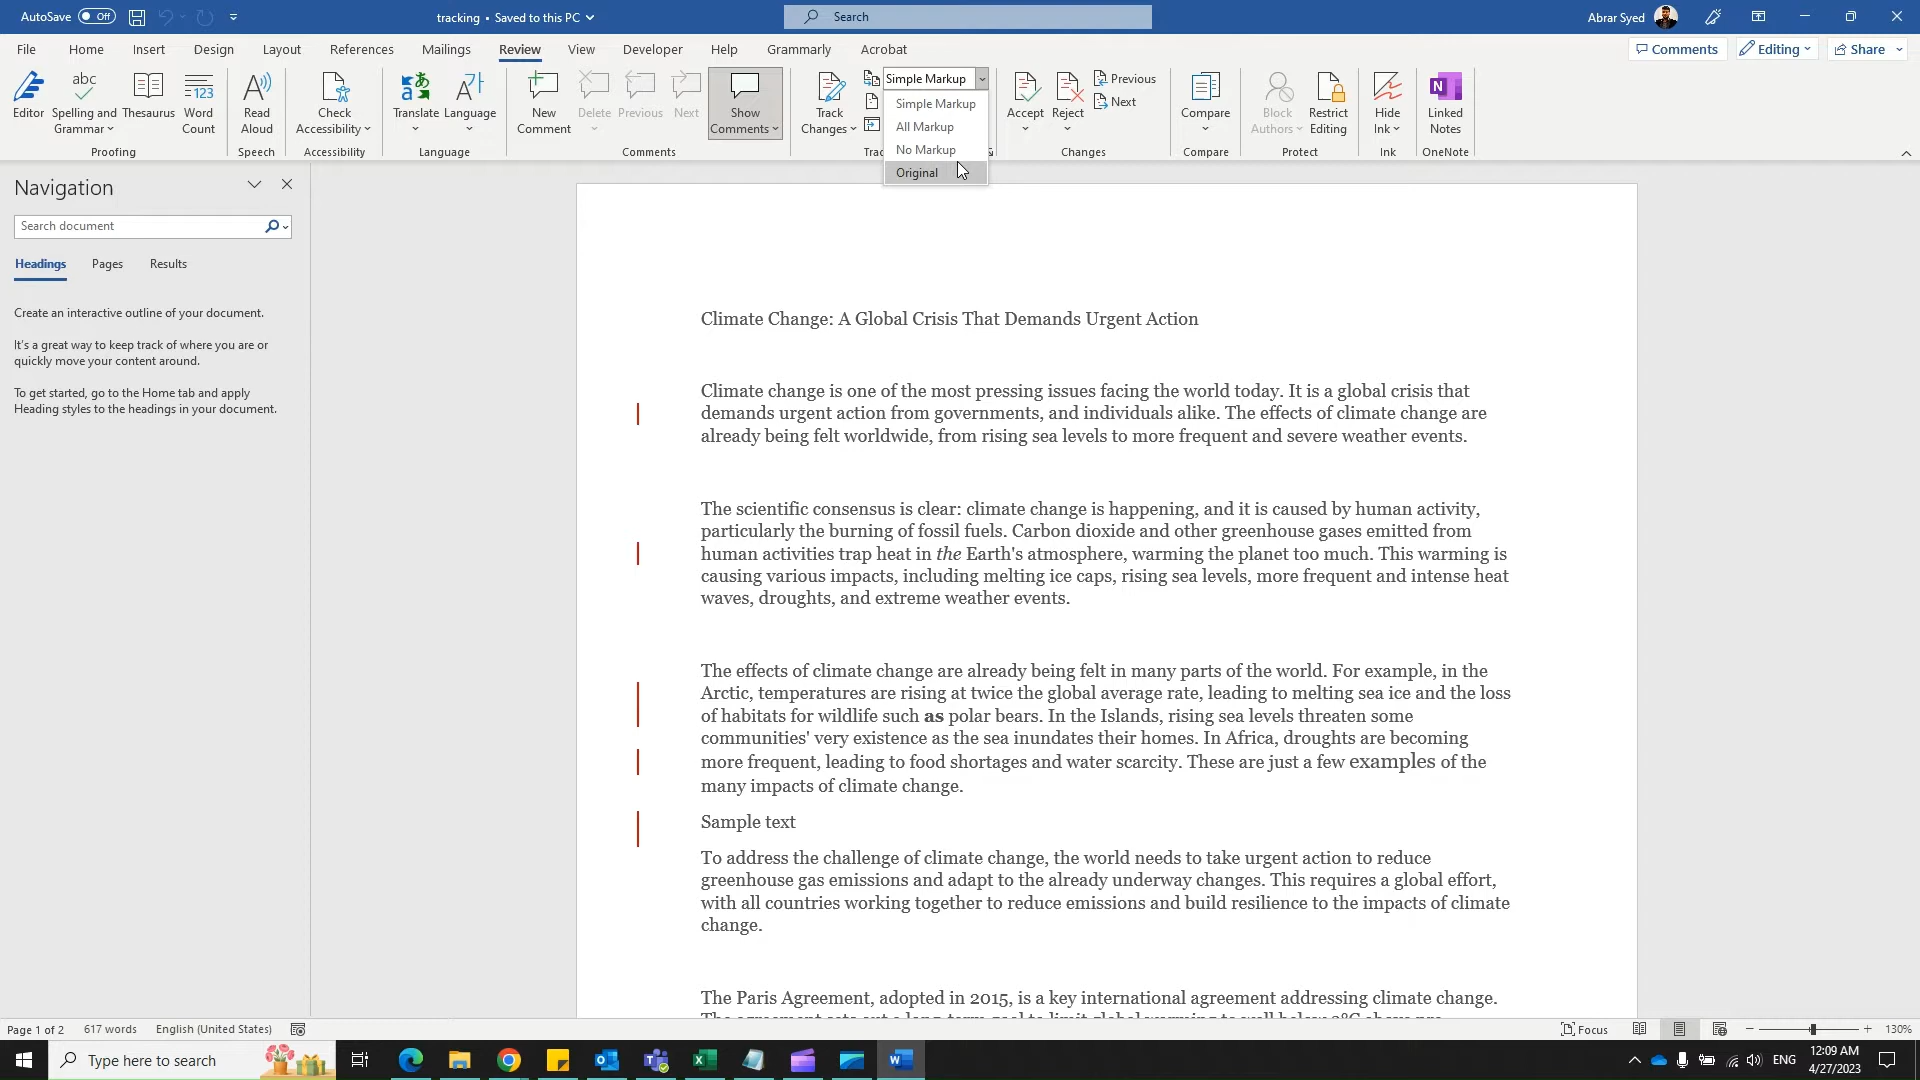 AutoSave Off tracking • Saved to this PC Search Abrar Syed
File Home Insert Design Layout References Mailings Review View Developer Help Grammarly Acrobat Comments Editing Share
Editor
Spelling and Grammar
Thesaurus
Word Count
Proofing
Read Aloud
Speech
Check Accessibility
Accessibility
Translate
Language
Language
New Comment
Delete
Previous
Next
Show Comments
Comments
Track Changes
Simple Markup
Simple Markup
All Markup
No Markup
Original
Accept
Reject
Previous
Next
Changes
Compare
Compare
Block Authors
Restrict Editing
Protect
Hide Ink
Ink
Linked Notes
OneNote
Navigation
Search document
Headings Pages Results
Create an interactive outline of your document.
It's a great way to keep track of where you are or
quickly move your content around.
To get started, go to the Home tab and apply
Heading styles to the headings in your document.
Climate Change: A Global Crisis That Demands Urgent Action
Climate change is one of the most pressing issues facing the world today. It is a global crisis that
demands urgent action from governments, and individuals alike. The effects of climate change are
already being felt worldwide, from rising sea levels to more frequent and severe weather events.
The scientific consensus is clear: climate change is happening, and it is caused by human activity,
particularly the burning of fossil fuels. Carbon dioxide and other greenhouse gases emitted from
human activities trap heat in the Earth's atmosphere, warming the planet too much. This warming is
causing various impacts, including melting ice caps, rising sea levels, more frequent and intense heat
waves, droughts, and extreme weather events.
The effects of climate change are already being felt in many parts of the world. For example, in the
Arctic, temperatures are rising at twice the global average rate, leading to melting sea ice and the loss
of habitats for wildlife such as polar bears. In the Islands, rising sea levels threaten some
communities' very existence as the sea inundates their homes. In Africa, droughts are becoming
more frequent, leading to food shortages and water scarcity. These are just a few examples of the
many impacts of climate change.
Sample text
To address the challenge of climate change, the world needs to take urgent action to reduce
greenhouse gas emissions and adapt to the already underway changes. This requires a global effort,
with all countries working together to reduce emissions and build resilience to the impacts of climate
change.
The Paris Agreement, adopted in 2015, is a key international agreement addressing climate change.
Page 1 of 2 617 words English (United States) Focus 130%
Type here to search ENG 12:09 AM
4/27/2023